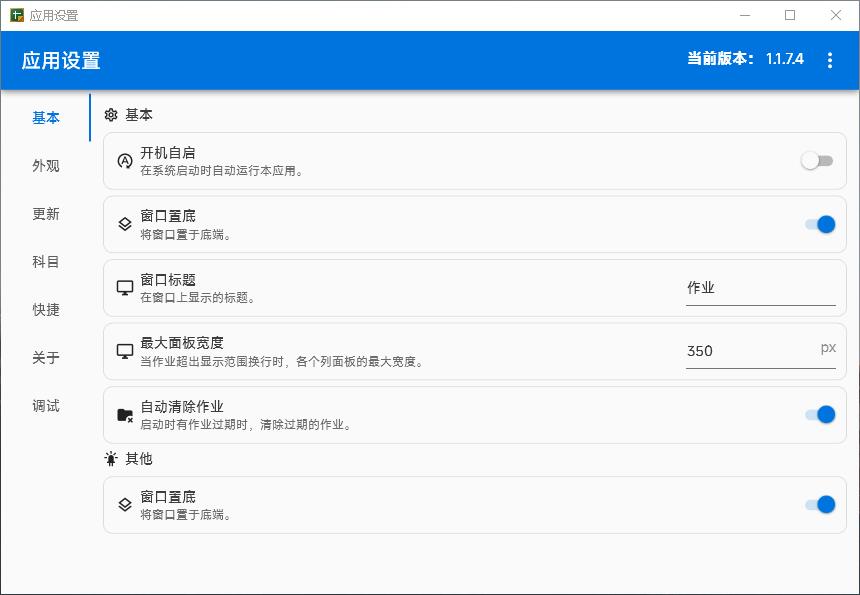 应用设置
应用设置
当前版本： 1.1.7.4
基本
外观
更新
科目
快捷
关于
调试
基本
开机自启
在系统启动时自动运行本应用。
窗口置底
将窗口置于底端。
窗口标题
在窗口上显示的标题。
作业
最大面板宽度
当作业超出显示范围换行时，各个列面板的最大宽度。
350 px
自动清除作业
启动时有作业过期时，清除过期的作业。
其他
窗口置底
将窗口置于底端。